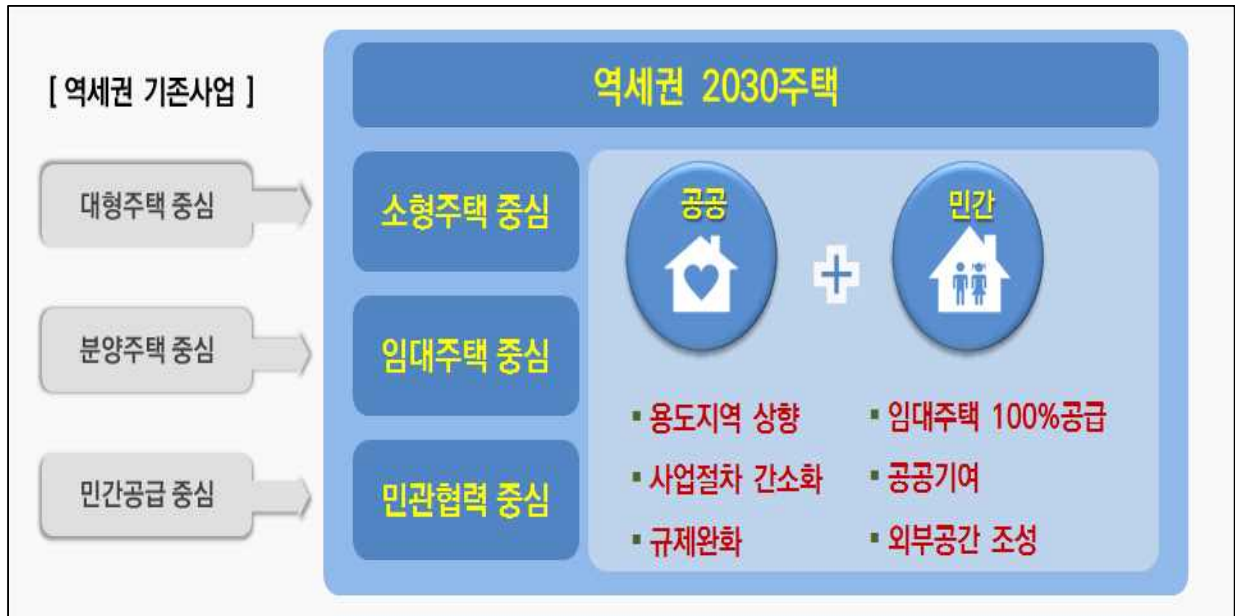 [ 역세권 기존사업 ]
역세권 2030주택
대형주택 중심
소형주택 중심
분양주택 중심
임대주택 중심
민간공급 중심
민관협력 중심
공공
민간
▪ 용도지역 상향
▪ 사업절차 간소화
▪ 규제완화
▪ 임대주택 100%공급
▪ 공공기여
▪ 외부공간 조성